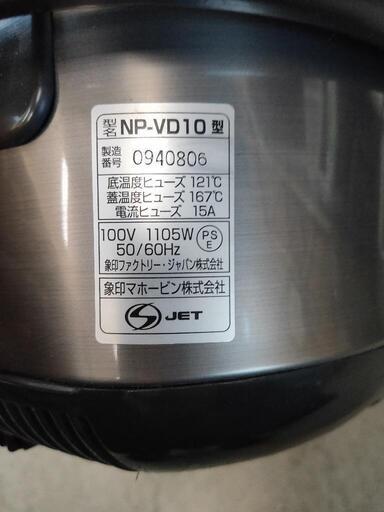 型名 NP-VD10 型
製造番号 0940806
底温度ヒューズ 121℃
蓋温度ヒューズ 167℃
電流ヒューズ 15A
100V 1105W
50/60Hz
PSE
象印ファクトリー・ジャパン株式会社
象印マホービン株式会社
S JET